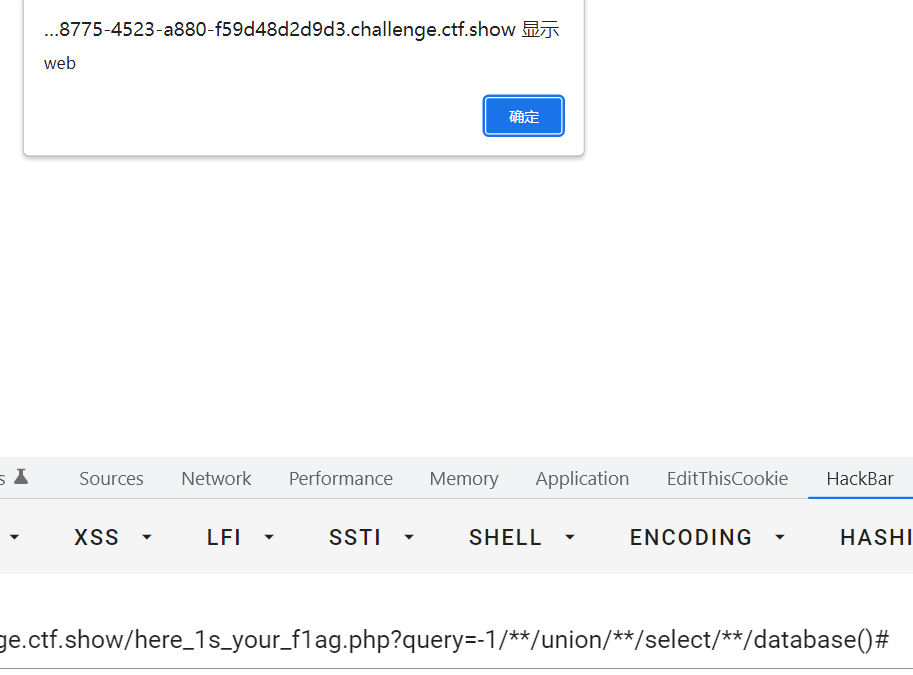 ...8775-4523-a880-f59d48d2d9d3.challenge.ctf.show 显示
web
确定
s Sources Network Performance Memory Application EditThisCookie HackBar
XSS LFI SSTI SHELL ENCODING HASHI
ge.ctf.show/here_1s_your_f1ag.php?query=-1/**/union/**/select/**/database()#